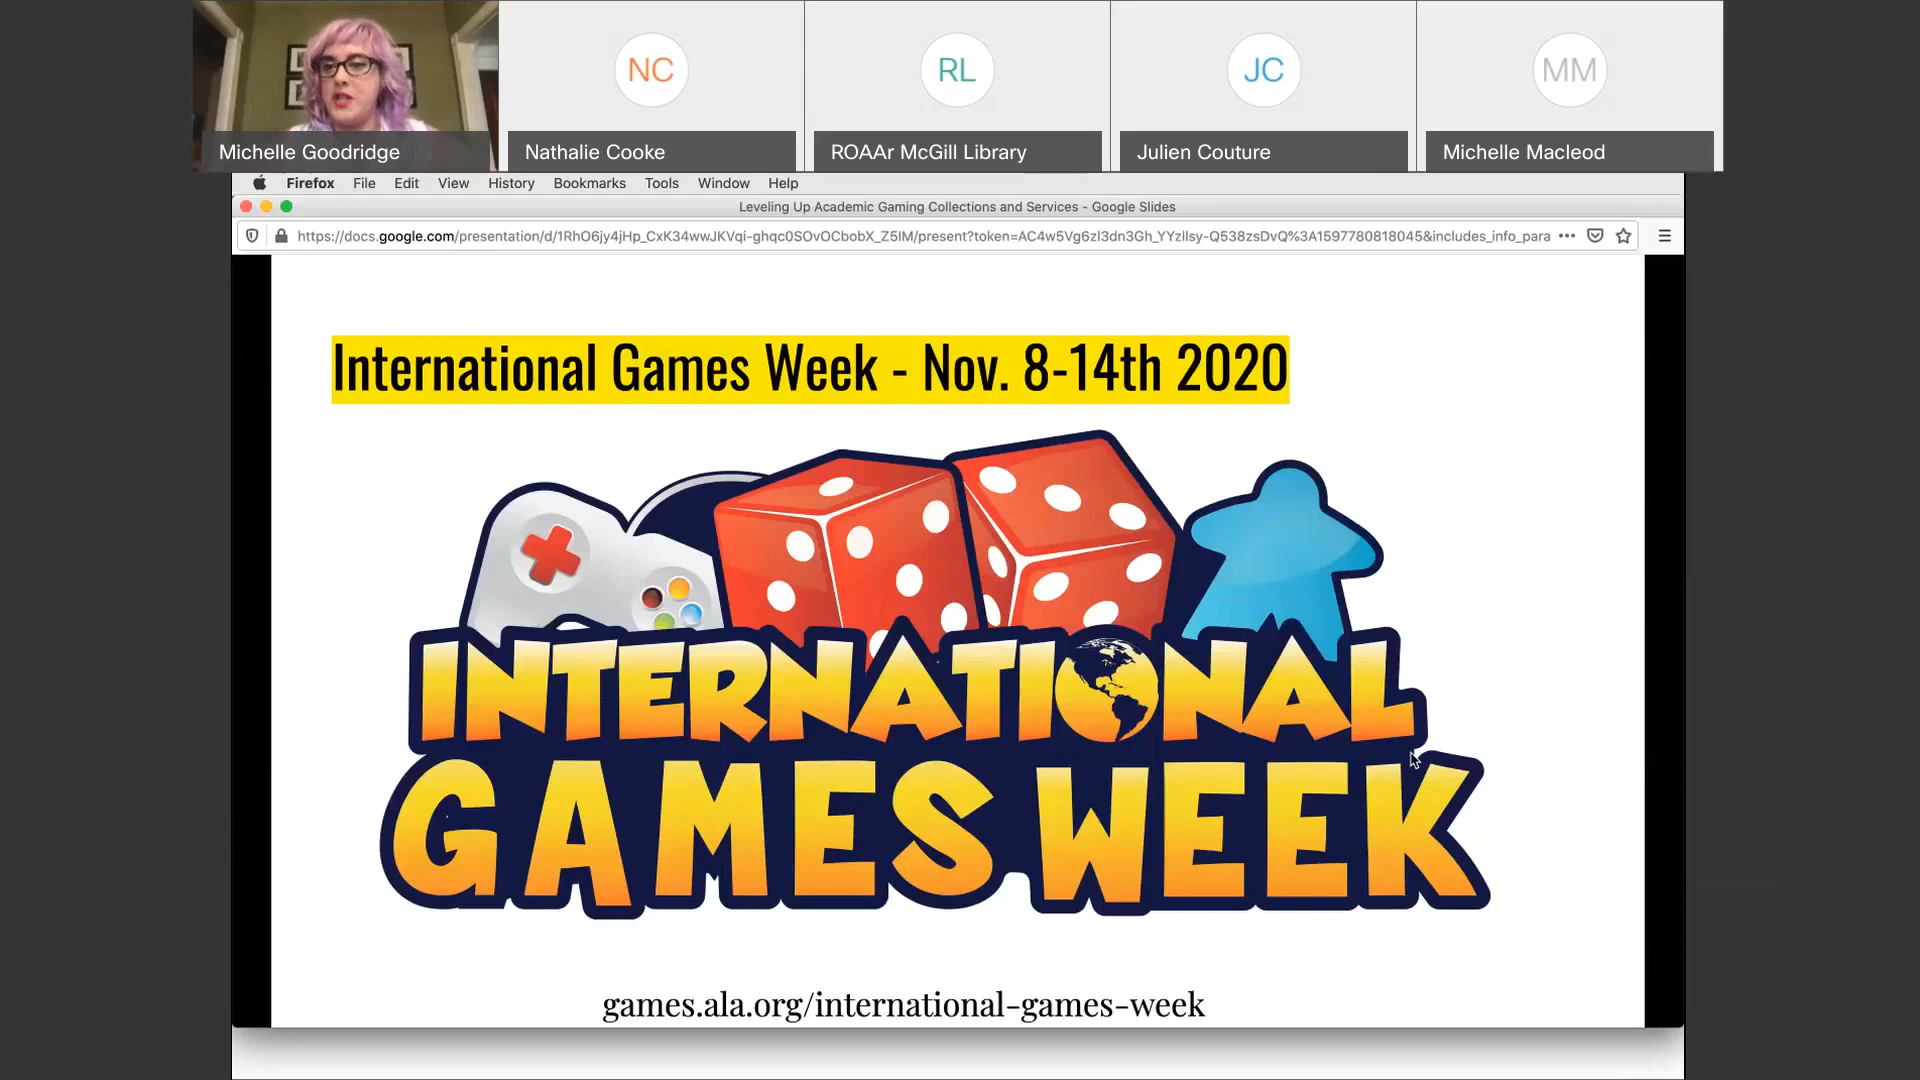 NC
RL
JC
MM
Michelle Goodridge
Nathalie Cooke
ROAAr McGill Library
Julien Couture
Michelle Macleod
Firefox File Edit View History Bookmarks Tools Window Help
Leveling Up Academic Gaming Collections and Services - Google Slides
https://docs.google.com/presentation/d/1RhO6jy4jHp_CxK34wwJKVqi-ghqc0SOvOCbobX_Z5lM/present?token=AC4w5Vg6zl3dn3Gh_YYzllsy-Q538zsDvQ%3A1597780818045&includes_info_para
International Games Week - Nov. 8-14th 2020
INTERNATIONAL
GAMES WEEK
games.ala.org/international-games-week